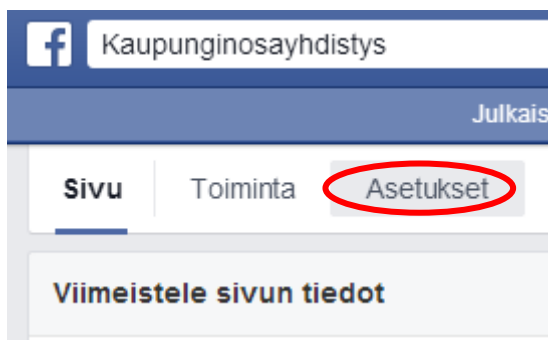 f Kaupunginosayhdistys
Julkais
Sivu Toiminta Asetukset
Viimeistele sivun tiedot